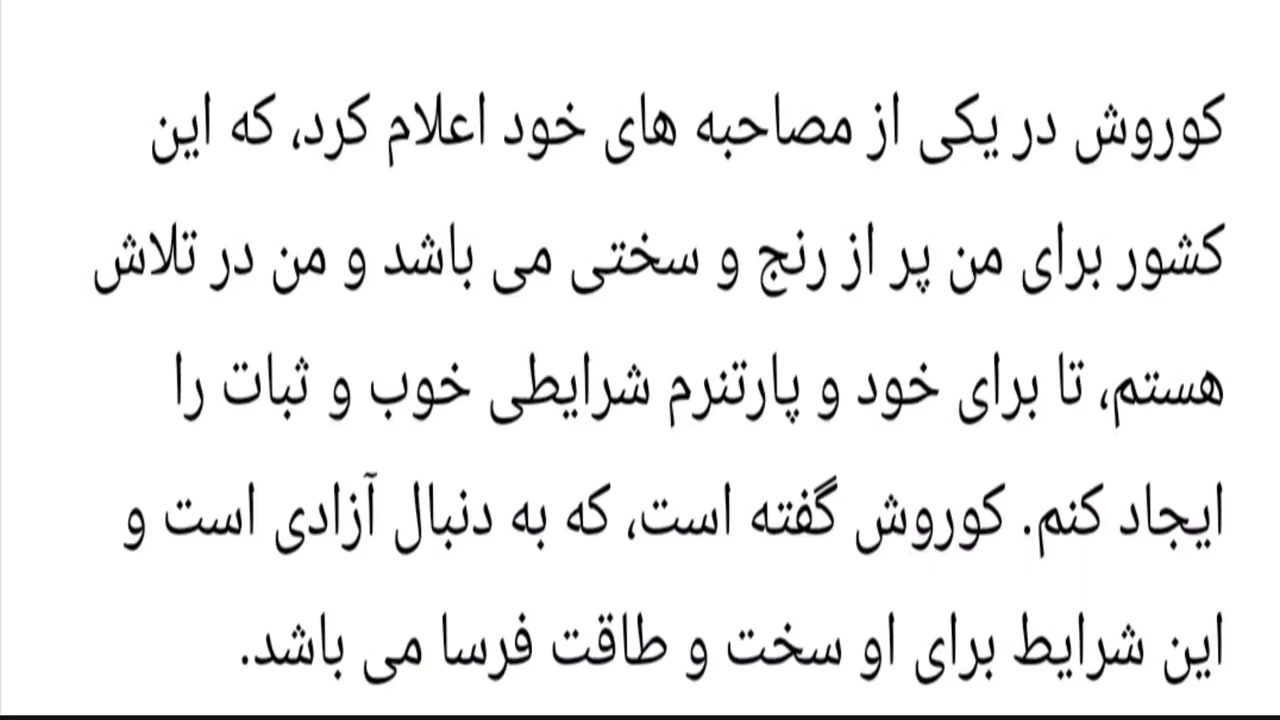 کوروش در یکی از مصاحبه های خود اعلام کرد، که این
کشور برای من پر از رنج و سختی می باشد و من در تلاش
هستم، تا برای خود و پارتنرم شرایطی خوب و ثبات را
ایجاد کنم. کوروش گفته است، که به دنبال آزادی است و
این شرایط برای او سخت و طاقت فرسا می باشد.